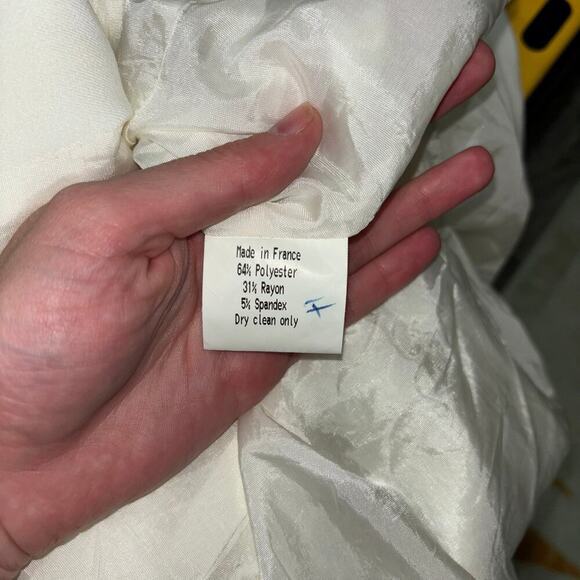 Made in France
64% Polyester
31% Rayon
5% Spandex
Dry clean only